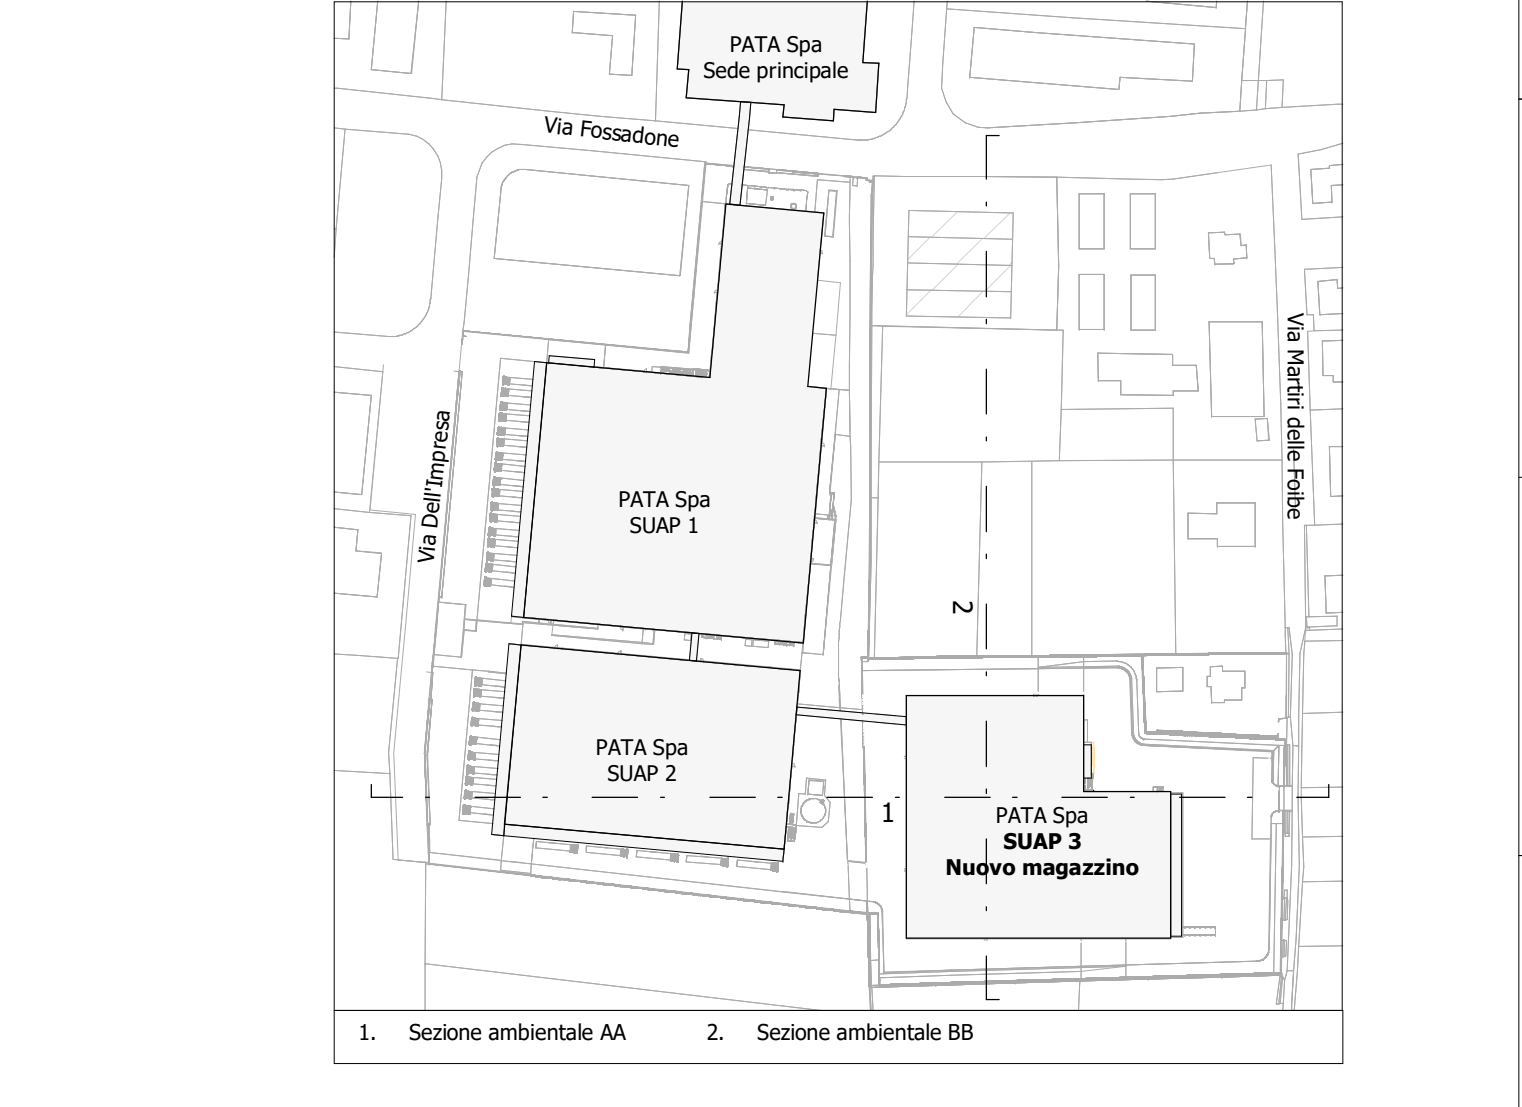 PATA Spa
Sede principale
Via Fossadone
Via Martiri delle Foibe
Via Dell'Impresa
PATA Spa
SUAP 1
2
PATA Spa
SUAP 2
1
PATA Spa
SUAP 3
Nuovo magazzino
1. Sezione ambientale AA 2. Sezione ambientale BB